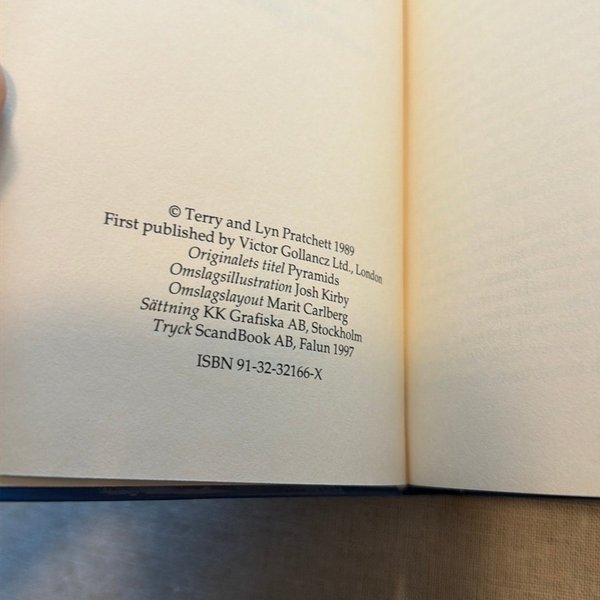 © Terry and Lyn Pratchett 1989
First published by Victor Gollancz Ltd., London
Originalets titel Pyramids
Omslagsillustration Josh Kirby
Omslagslayout Marit Carlberg
Sättning KK Grafiska AB, Stockholm
Tryck ScandBook AB, Falun 1997
ISBN 91-32-32166-X